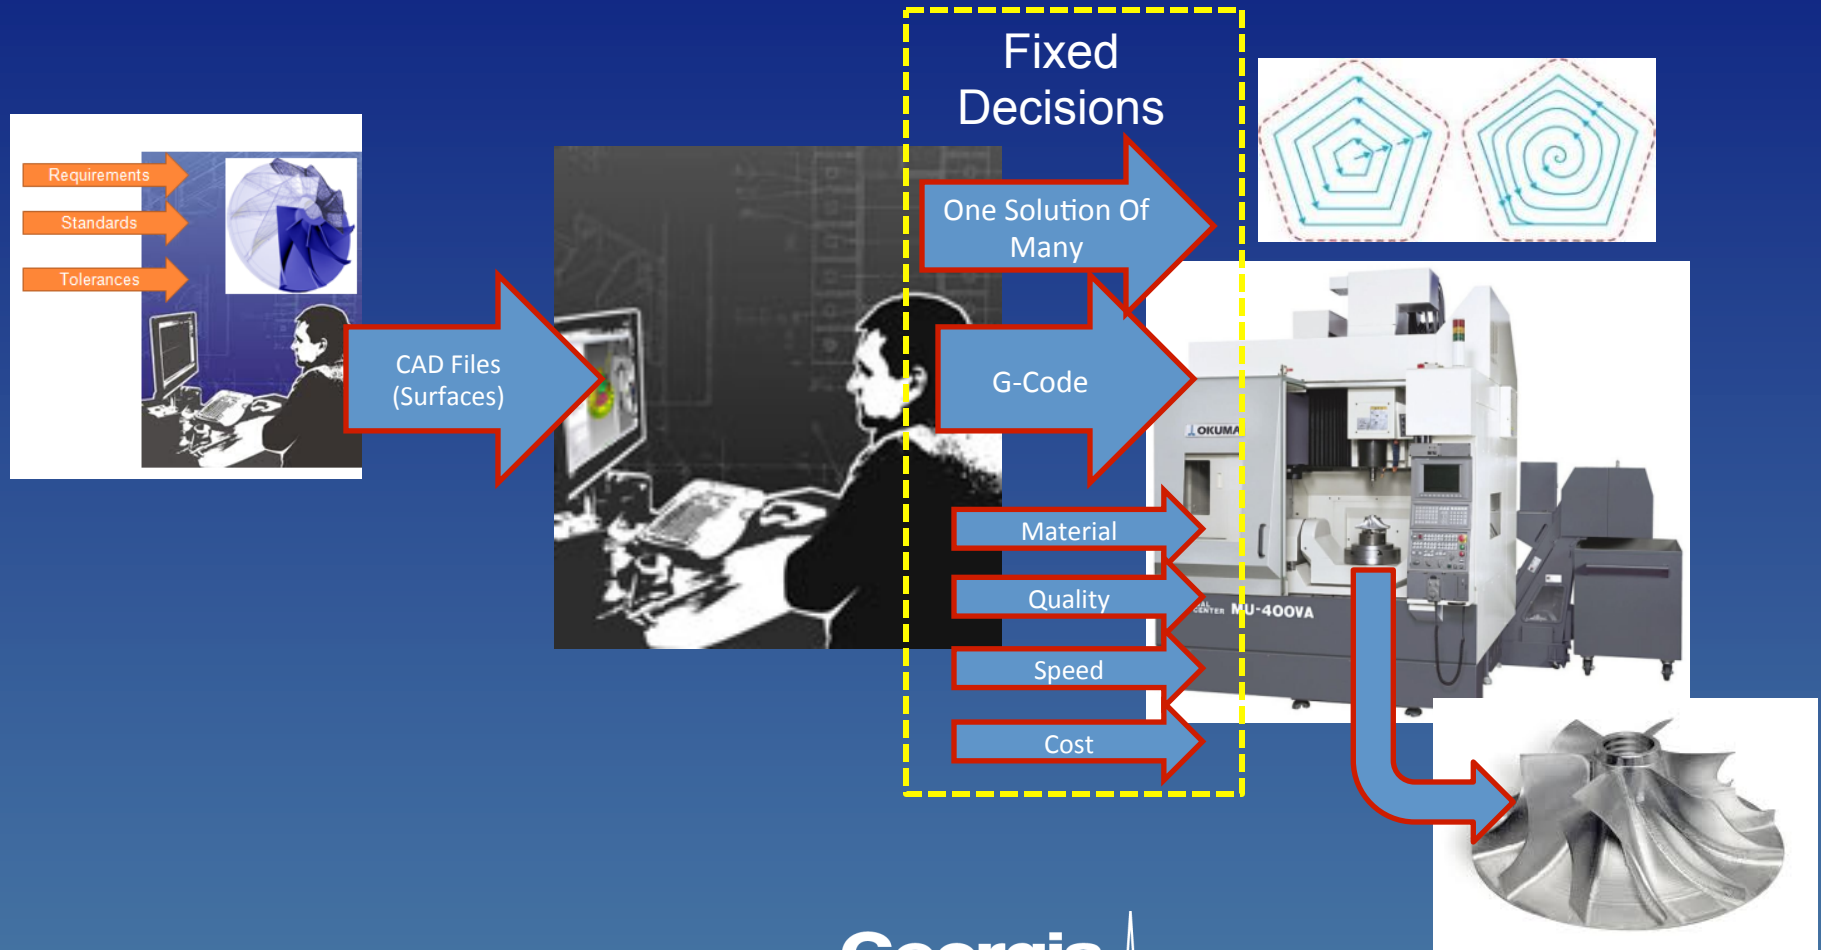 Fixed
Decisions
Requirements
Standards
Tolerances
CAD Files
(Surfaces)
One Solution Of
Many
G-Code
Material
Quality
Speed
Cost
OKUMA
MU-400VA
Georgia